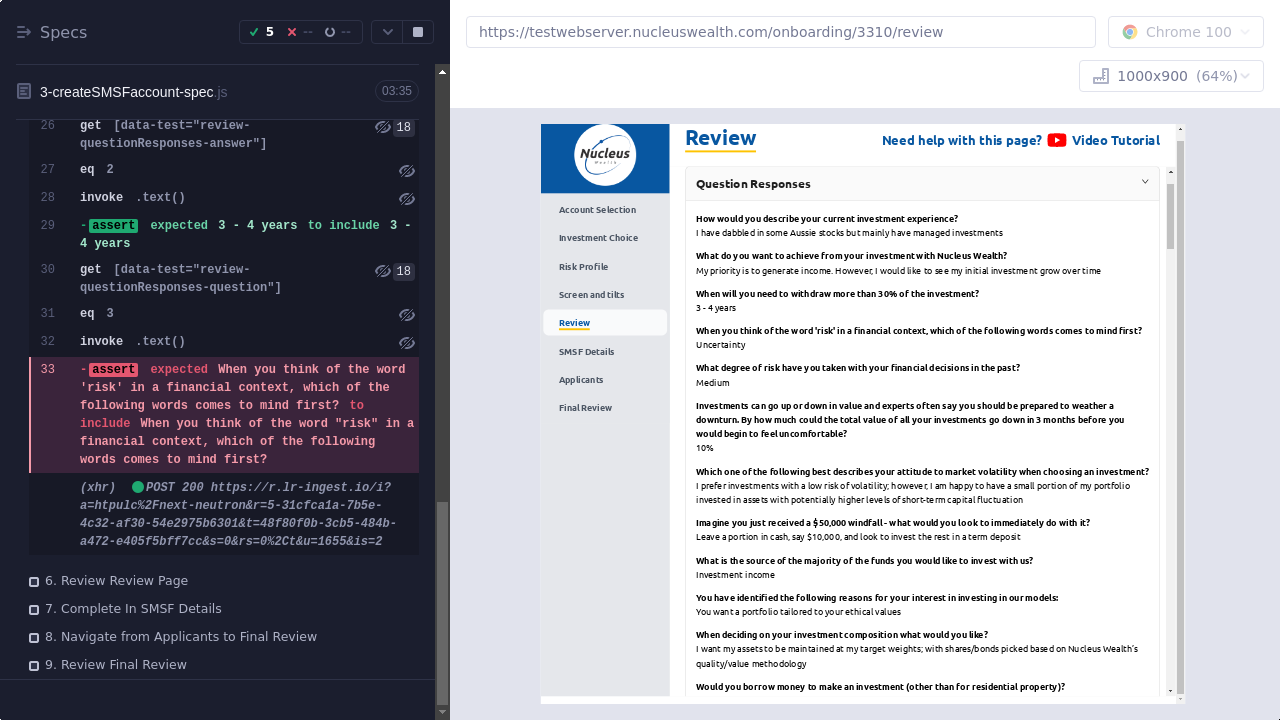 Specs
5
--
--
https://testwebserver.nucleuswealth.com/onboarding/3310/review
Chrome 100
1000x900 (64%)
3-createSMSFaccount-spec.js
03:35
26 get [data-test="review-
questionResponses-answer"]
18
27 eq 2
28 invoke .text()
29 -assert expected 3 - 4 years to include 3 -
4 years
30 get [data-test="review-
questionResponses-question"]
18
31 eq 3
32 invoke .text()
33 -assert expected When you think of the word
'risk' in a financial context, which of the
following words comes to mind first? to
include When you think of the word "risk" in a
financial context, which of the following
words comes to mind first?
(xhr) POST 200 https://r.lr-ingest.io/i?
a=htpulc%2Fnext-neutron&r=5-31cfca1a-7b5e-
4c32-af30-54e2975b6301&t=48f80f0b-3cb5-484b-
a472-e405f5bff7cc&s=0&rs=0%2Ct&u=1655&is=2
6. Review Review Page
7. Complete In SMSF Details
8. Navigate from Applicants to Final Review
9. Review Final Review
Nucleus
Wealth
Account Selection
Investment Choice
Risk Profile
Screen and tilts
Review
SMSF Details
Applicants
Final Review
Review
Need help with this page? Video Tutorial
Question Responses
How would you describe your current investment experience?
I have dabbled in some Aussie stocks but mainly have managed investments
What do you want to achieve from your investment with Nucleus Wealth?
My priority is to generate income. However, I would like to see my initial investment grow over time
When will you need to withdraw more than 30% of the investment?
3 - 4 years
When you think of the word 'risk' in a financial context, which of the following words comes to mind first?
Uncertainty
What degree of risk have you taken with your financial decisions in the past?
Medium
Investments can go up or down in value and experts often say you should be prepared to weather a
downturn. By how much could the total value of all your investments go down in 3 months before you
would begin to feel uncomfortable?
10%
Which one of the following best describes your attitude to market volatility when choosing an investment?
I prefer investments with a low risk of volatility; however, I am happy to have a small portion of my portfolio
invested in assets with potentially higher levels of short-term capital fluctuation
Imagine you just received a $50,000 windfall - what would you look to immediately do with it?
Leave a portion in cash, say $10,000, and look to invest the rest in a term deposit
What is the source of the majority of the funds you would like to invest with us?
Investment income
You have identified the following reasons for your interest in investing in our models:
You want a portfolio tailored to your ethical values
When deciding on your investment composition what would you like?
I want my assets to be maintained at my target weights; with shares/bonds picked based on Nucleus Wealth's
quality/value methodology
Would you borrow money to make an investment (other than for residential property)?